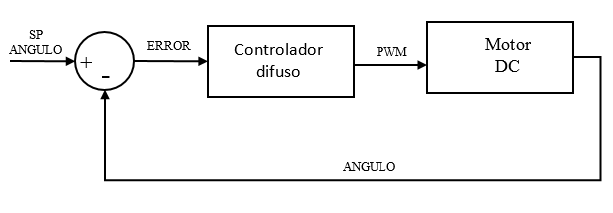 SP
ANGULO
+
-
ERROR
Controlador
difuso
PWM
Motor
DC
ANGULO